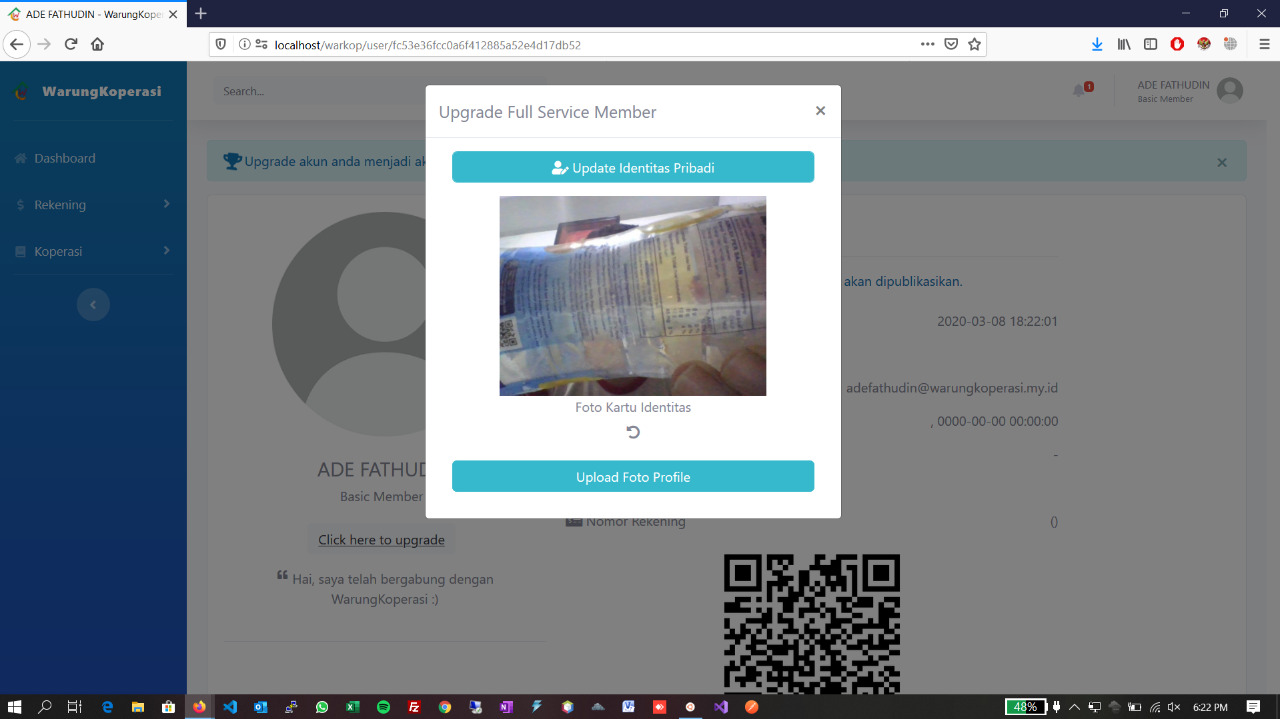 ADE FATHUDIN - WarungKope
localhost/warkop/user/fc53e36fcc0a6f412885a52e4d17db52
WarungKoperasi
Search...
1
ADE FATHUDIN
Basic Member
Upgrade Full Service Member
Dashboard
Upgrade akun anda menjadi ak
Update Identitas Pribadi
Rekening
Koperasi
akan dipublikasikan.
2020-03-08 18:22:01
adefathudin@warungkoperasi.my.id
Foto Kartu Identitas
, 0000-00-00 00:00:00
-
ADE FATHUD
Basic Member
Upload Foto Profile
Nomor Rekening
()
Click here to upgrade
Hai, saya telah bergabung dengan
WarungKoperasi :)
48%
6:22 PM